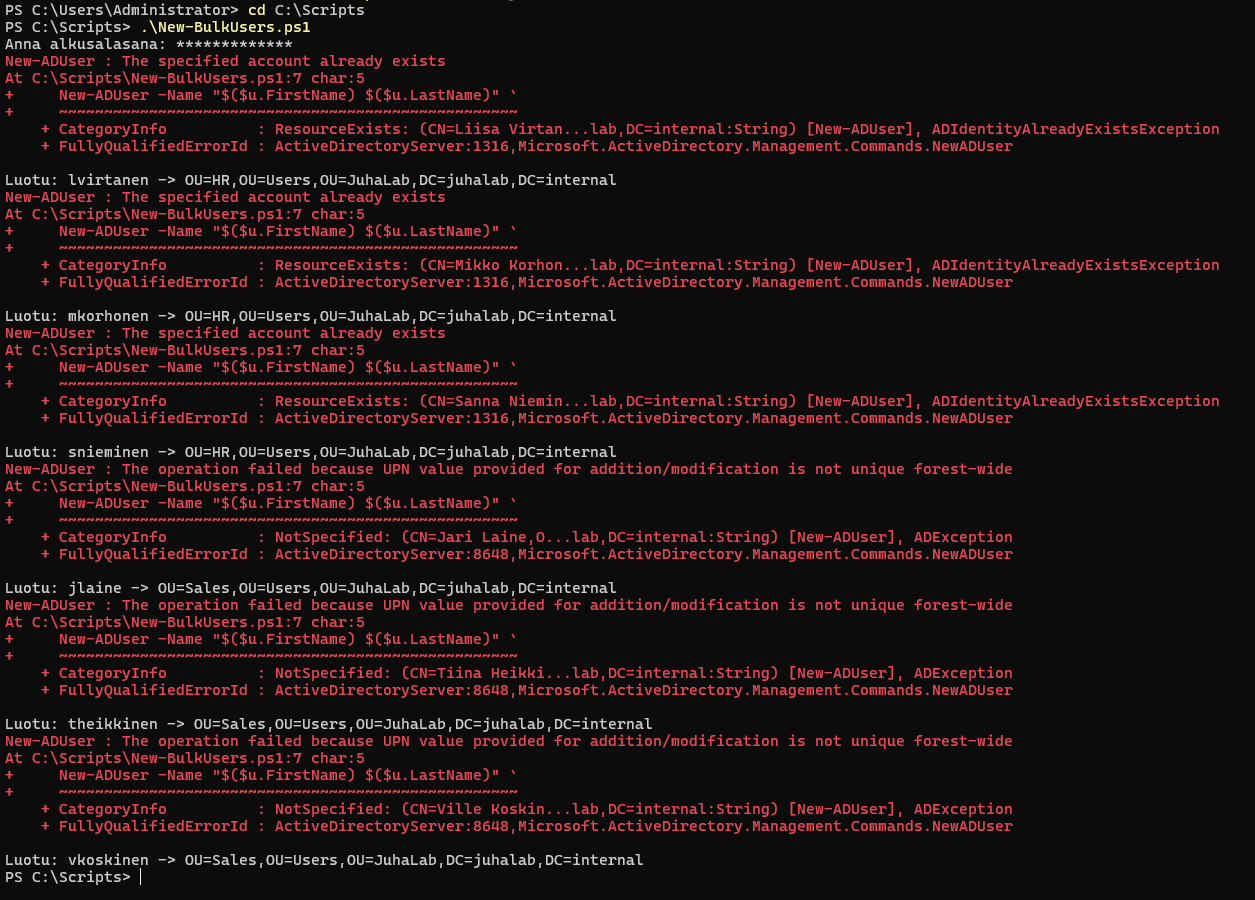 PS C:\Users\Administrator> cd C:\Scripts
PS C:\Scripts> .\New-BulkUsers.ps1
Anna alkusalasana: *************
New-ADUser : The specified account already exists
At C:\Scripts\New-BulkUsers.ps1:7 char:5
+     New-ADUser -Name "$($u.FirstName) $($u.LastName)" `
+     ~~~~~~~~~~~~~~~~~~~~~~~~~~~~~~~~~~~~~~~~~~~~~~~~~~~
    + CategoryInfo          : ResourceExists: (CN=Liisa Virtan...lab,DC=internal:String) [New-ADUser], ADIdentityAlreadyExistsException
    + FullyQualifiedErrorId : ActiveDirectoryServer:1316,Microsoft.ActiveDirectory.Management.Commands.NewADUser

Luotu: lvirtanen -> OU=HR,OU=Users,OU=JuhaLab,DC=juhalab,DC=internal
New-ADUser : The specified account already exists
At C:\Scripts\New-BulkUsers.ps1:7 char:5
+     New-ADUser -Name "$($u.FirstName) $($u.LastName)" `
+     ~~~~~~~~~~~~~~~~~~~~~~~~~~~~~~~~~~~~~~~~~~~~~~~~~~~
    + CategoryInfo          : ResourceExists: (CN=Mikko Korhon...lab,DC=internal:String) [New-ADUser], ADIdentityAlreadyExistsException
    + FullyQualifiedErrorId : ActiveDirectoryServer:1316,Microsoft.ActiveDirectory.Management.Commands.NewADUser

Luotu: mkorhonen -> OU=HR,OU=Users,OU=JuhaLab,DC=juhalab,DC=internal
New-ADUser : The specified account already exists
At C:\Scripts\New-BulkUsers.ps1:7 char:5
+     New-ADUser -Name "$($u.FirstName) $($u.LastName)" `
+     ~~~~~~~~~~~~~~~~~~~~~~~~~~~~~~~~~~~~~~~~~~~~~~~~~~~
    + CategoryInfo          : ResourceExists: (CN=Sanna Niemin...lab,DC=internal:String) [New-ADUser], ADIdentityAlreadyExistsException
    + FullyQualifiedErrorId : ActiveDirectoryServer:1316,Microsoft.ActiveDirectory.Management.Commands.NewADUser

Luotu: snieminen -> OU=HR,OU=Users,OU=JuhaLab,DC=juhalab,DC=internal
New-ADUser : The operation failed because UPN value provided for addition/modification is not unique forest-wide
At C:\Scripts\New-BulkUsers.ps1:7 char:5
+     New-ADUser -Name "$($u.FirstName) $($u.LastName)" `
+     ~~~~~~~~~~~~~~~~~~~~~~~~~~~~~~~~~~~~~~~~~~~~~~~~~~~
    + CategoryInfo          : NotSpecified: (CN=Jari Laine,O...lab,DC=internal:String) [New-ADUser], ADException
    + FullyQualifiedErrorId : ActiveDirectoryServer:8648,Microsoft.ActiveDirectory.Management.Commands.NewADUser

Luotu: jlaine -> OU=Sales,OU=Users,OU=JuhaLab,DC=juhalab,DC=internal
New-ADUser : The operation failed because UPN value provided for addition/modification is not unique forest-wide
At C:\Scripts\New-BulkUsers.ps1:7 char:5
+     New-ADUser -Name "$($u.FirstName) $($u.LastName)" `
+     ~~~~~~~~~~~~~~~~~~~~~~~~~~~~~~~~~~~~~~~~~~~~~~~~~~~
    + CategoryInfo          : NotSpecified: (CN=Tiina Heikki...lab,DC=internal:String) [New-ADUser], ADException
    + FullyQualifiedErrorId : ActiveDirectoryServer:8648,Microsoft.ActiveDirectory.Management.Commands.NewADUser

Luotu: theikkinen -> OU=Sales,OU=Users,OU=JuhaLab,DC=juhalab,DC=internal
New-ADUser : The operation failed because UPN value provided for addition/modification is not unique forest-wide
At C:\Scripts\New-BulkUsers.ps1:7 char:5
+     New-ADUser -Name "$($u.FirstName) $($u.LastName)" `
+     ~~~~~~~~~~~~~~~~~~~~~~~~~~~~~~~~~~~~~~~~~~~~~~~~~~~
    + CategoryInfo          : NotSpecified: (CN=Ville Koskin...lab,DC=internal:String) [New-ADUser], ADException
    + FullyQualifiedErrorId : ActiveDirectoryServer:8648,Microsoft.ActiveDirectory.Management.Commands.NewADUser

Luotu: vkoskinen -> OU=Sales,OU=Users,OU=JuhaLab,DC=juhalab,DC=internal
PS C:\Scripts>